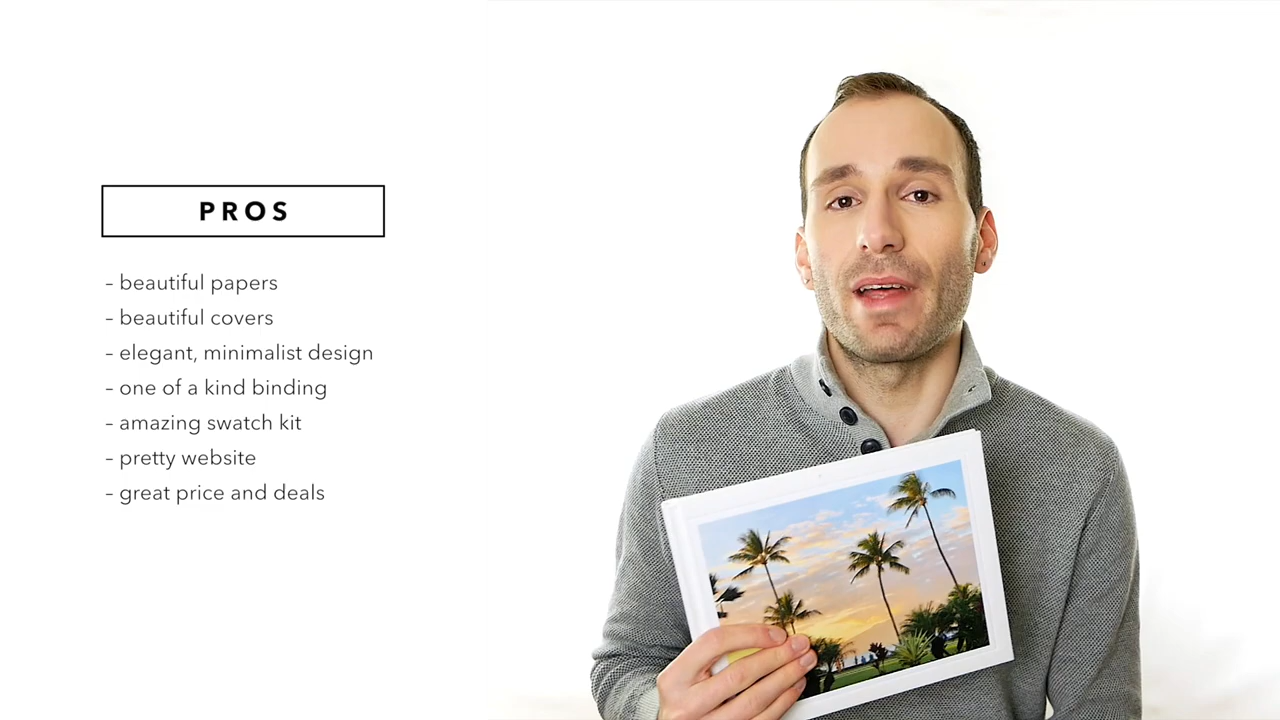 PROS
– beautiful papers
– beautiful covers
– elegant, minimalist design
– one of a kind binding
– amazing swatch kit
– pretty website
– great price and deals